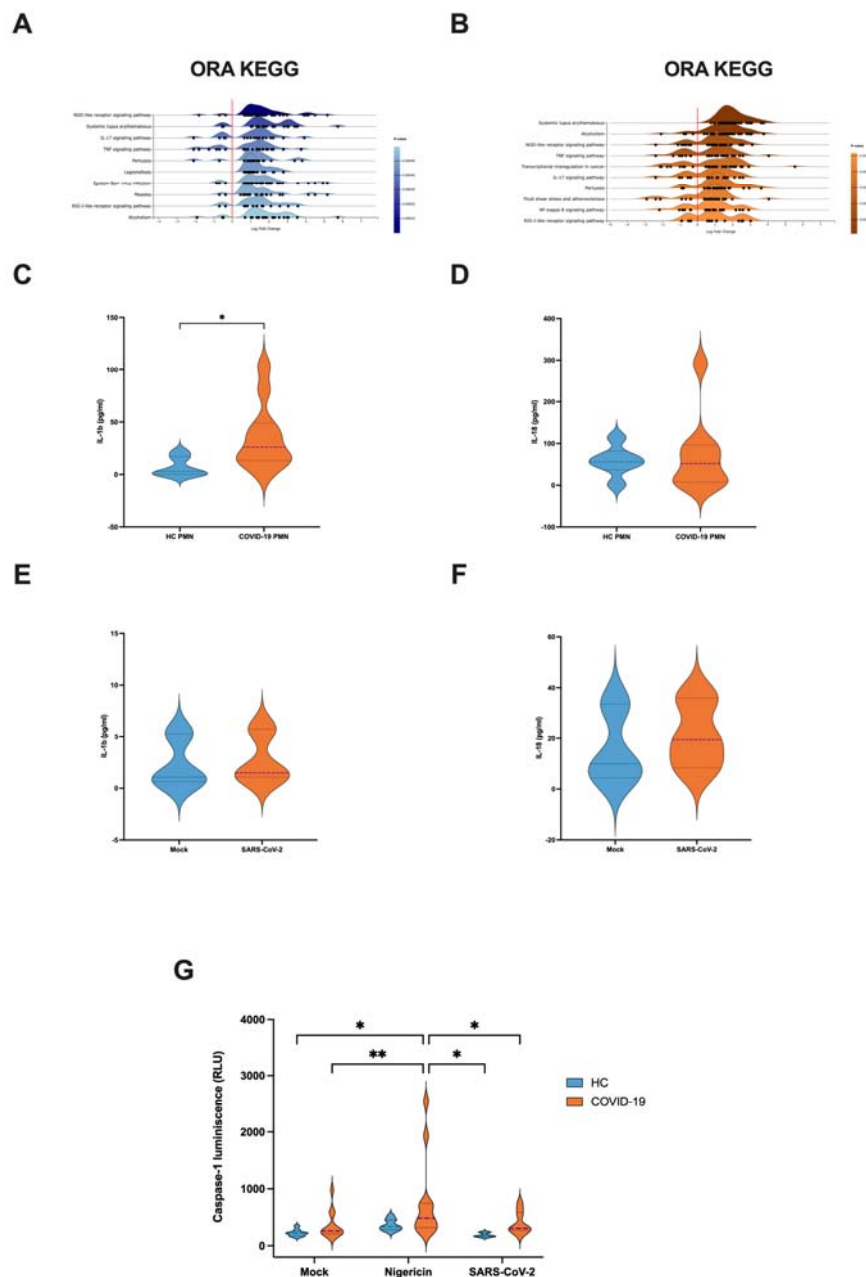 A
ORA KEGG
NOD-like receptor signaling pathway
Systemic lupus erythematosus
IL-17 signaling pathway
TNF signaling pathway
Pertussis
Legionellosis
Epstein-Barr virus infection
Measles
RIG-I-like receptor signaling pathway
Alcoholism
Log Fold Change
P value
B
ORA KEGG
Systemic lupus erythematosus
Alcoholism
NOD-like receptor signaling pathway
TNF signaling pathway
Transcriptional misregulation in cancer
IL-17 signaling pathway
Pertussis
Fluid shear stress and atherosclerosis
NF-kappa B signaling pathway
RIG-I-like receptor signaling pathway
Log Fold Change
P value
C
150
100
50
0
-50
IL-1b (pg/ml)
*
HC PMN COVID-19 PMN
D
400
300
200
100
0
-100
IL-18 (pg/ml)
HC PMN COVID-19 PMN
E
15
10
5
0
-5
IL-1b (pg/ml)
Mock SARS-CoV-2
F
60
40
20
0
-20
IL-18 (pg/ml)
Mock SARS-CoV-2
G
4000
3000
2000
1000
0
Caspase-1 luminiscence (RLU)
* *
** *
HC
COVID-19
Mock Nigericin SARS-CoV-2